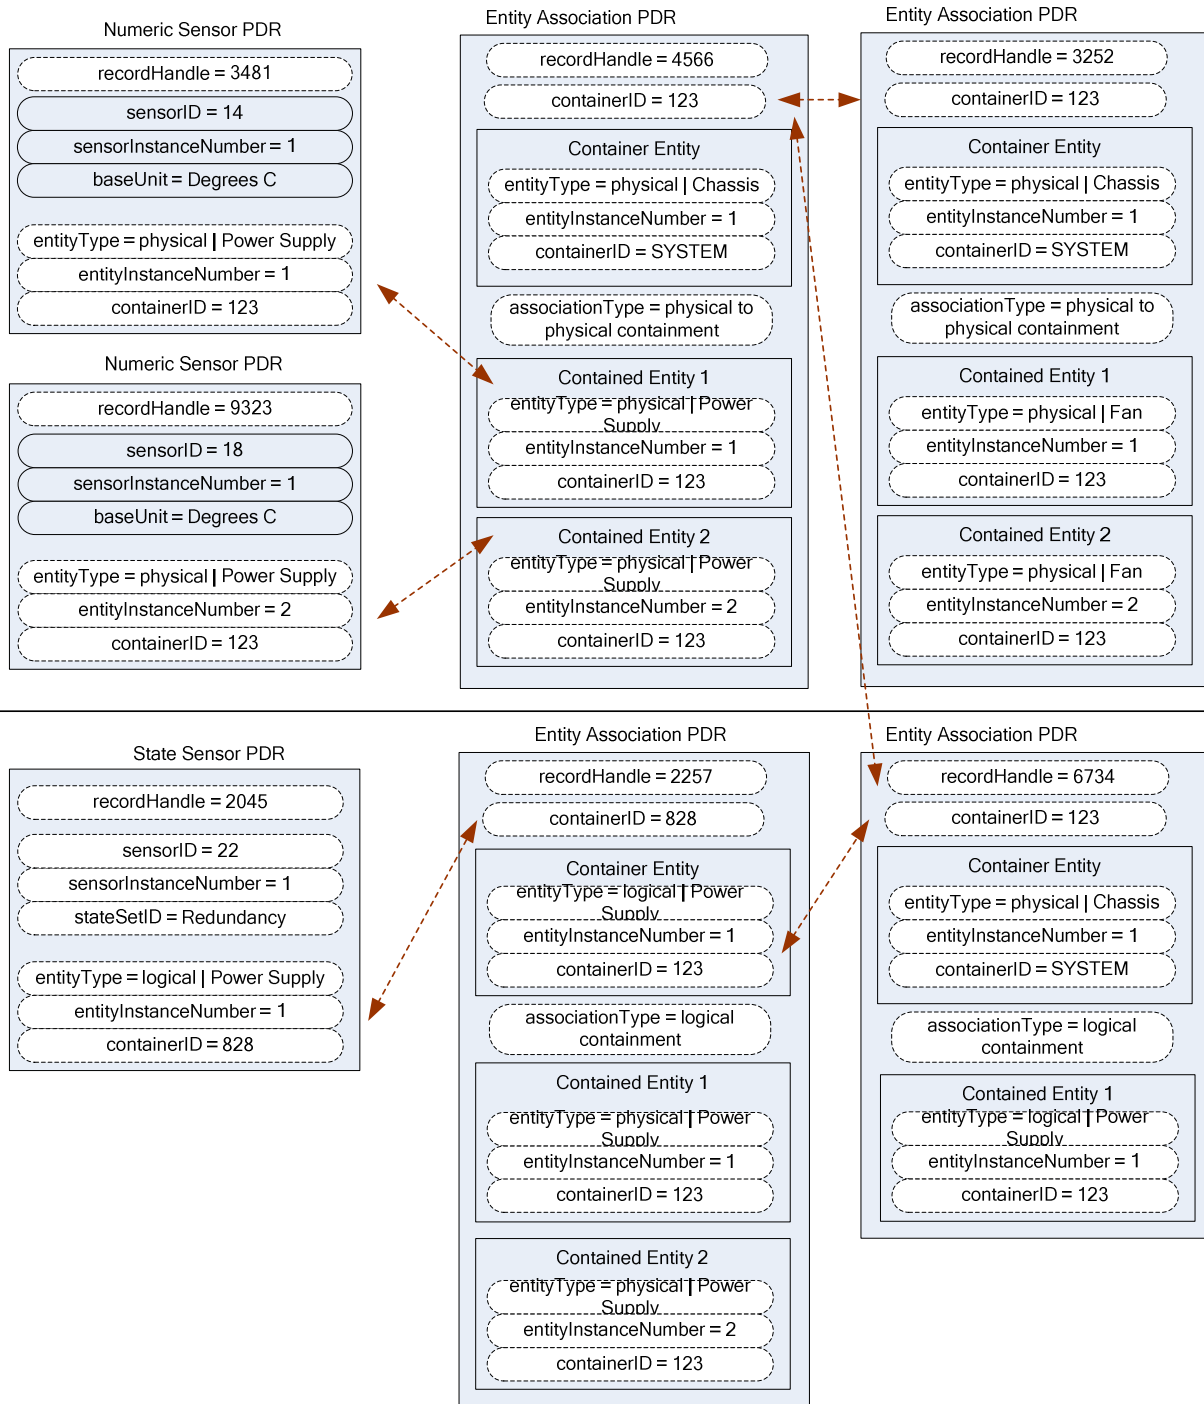 Numeric Sensor PDR
recordHandle = 3481
sensorID = 14
sensorInstanceNumber = 1
baseUnit = Degrees C
entityType = physical | Power Supply
entityInstanceNumber = 1
containerID = 123
Numeric Sensor PDR
recordHandle = 9323
sensorID = 18
sensorInstanceNumber = 1
baseUnit = Degrees C
entityType = physical | Power Supply
entityInstanceNumber = 2
containerID = 123
Entity Association PDR
recordHandle = 4566
containerID = 123
Container Entity
entityType = physical | Chassis
entityInstanceNumber = 1
containerID = SYSTEM
associationType = physical to
physical containment
Contained Entity 1
entityType = physical | Power
Supply
entityInstanceNumber = 1
containerID = 123
Contained Entity 2
entityType = physical | Power
Supply
entityInstanceNumber = 2
containerID = 123
Entity Association PDR
recordHandle = 3252
containerID = 123
Container Entity
entityType = physical | Chassis
entityInstanceNumber = 1
containerID = SYSTEM
associationType = physical to
physical containment
Contained Entity 1
entityType = physical | Fan
entityInstanceNumber = 1
containerID = 123
Contained Entity 2
entityType = physical | Fan
entityInstanceNumber = 2
containerID = 123
State Sensor PDR
recordHandle = 2045
sensorID = 22
sensorInstanceNumber = 1
stateSetID = Redundancy
entityType = logical | Power Supply
entityInstanceNumber = 1
containerID = 828
Entity Association PDR
recordHandle = 2257
containerID = 828
Container Entity
entityType = logical | Power
Supply
entityInstanceNumber = 1
containerID = 123
associationType = logical
containment
Contained Entity 1
entityType = physical | Power
Supply
entityInstanceNumber = 1
containerID = 123
Contained Entity 2
entityType = physical | Power
Supply
entityInstanceNumber = 2
containerID = 123
Entity Association PDR
recordHandle = 6734
containerID = 123
Container Entity
entityType = physical | Chassis
entityInstanceNumber = 1
containerID = SYSTEM
associationType = logical
containment
Contained Entity 1
entityType = logical | Power
Supply
entityInstanceNumber = 1
containerID = 123